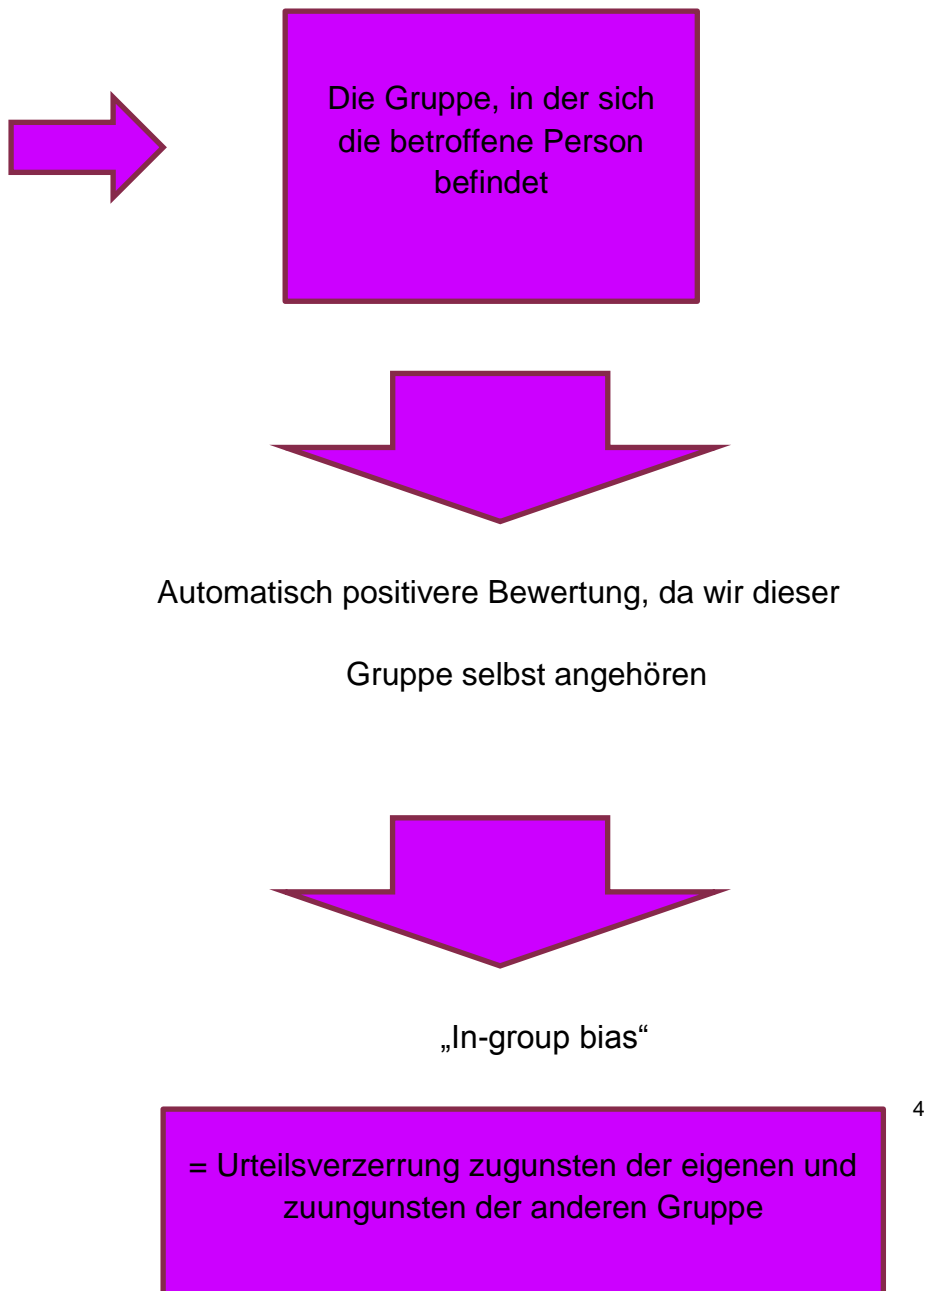 Die Gruppe, in der sich
die betroffene Person
befindet
Automatisch positivere Bewertung, da wir dieser
Gruppe selbst angehören
„In-group bias“
4
= Urteilsverzerrung zugunsten der eigenen und
zuungunsten der anderen Gruppe